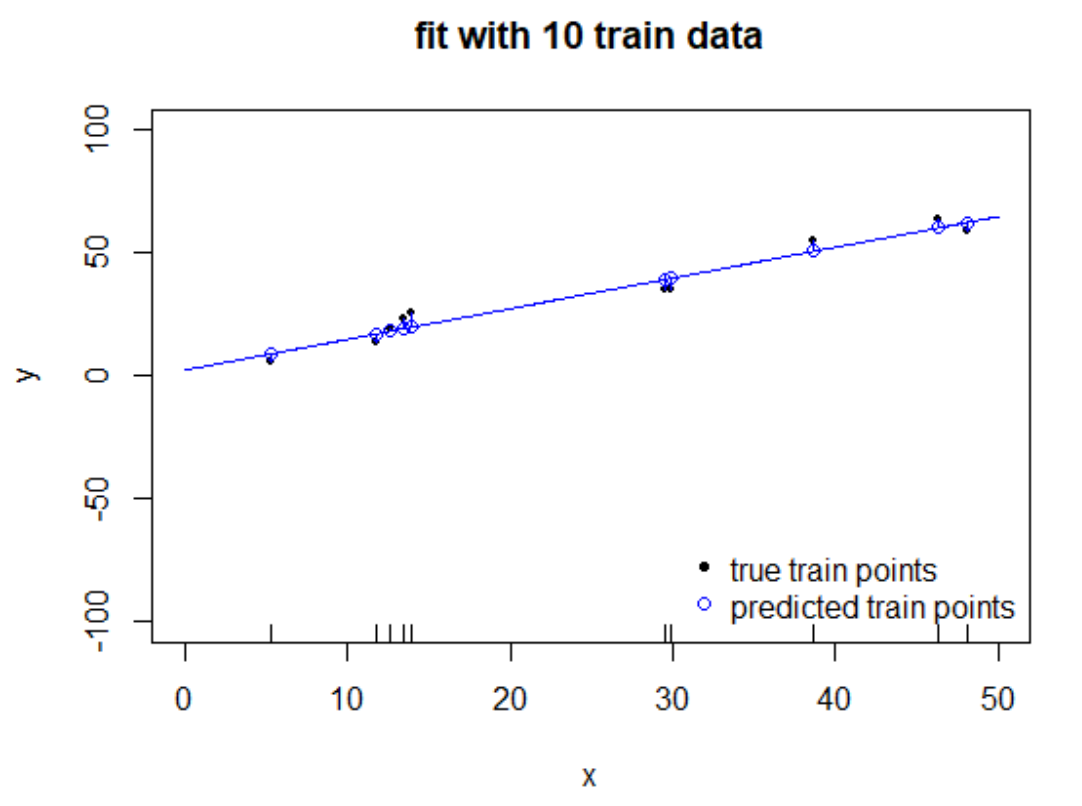 fit with 10 train data
100
50
0
-50
-100
y
true train points
predicted train points
0 10 20 30 40 50
x